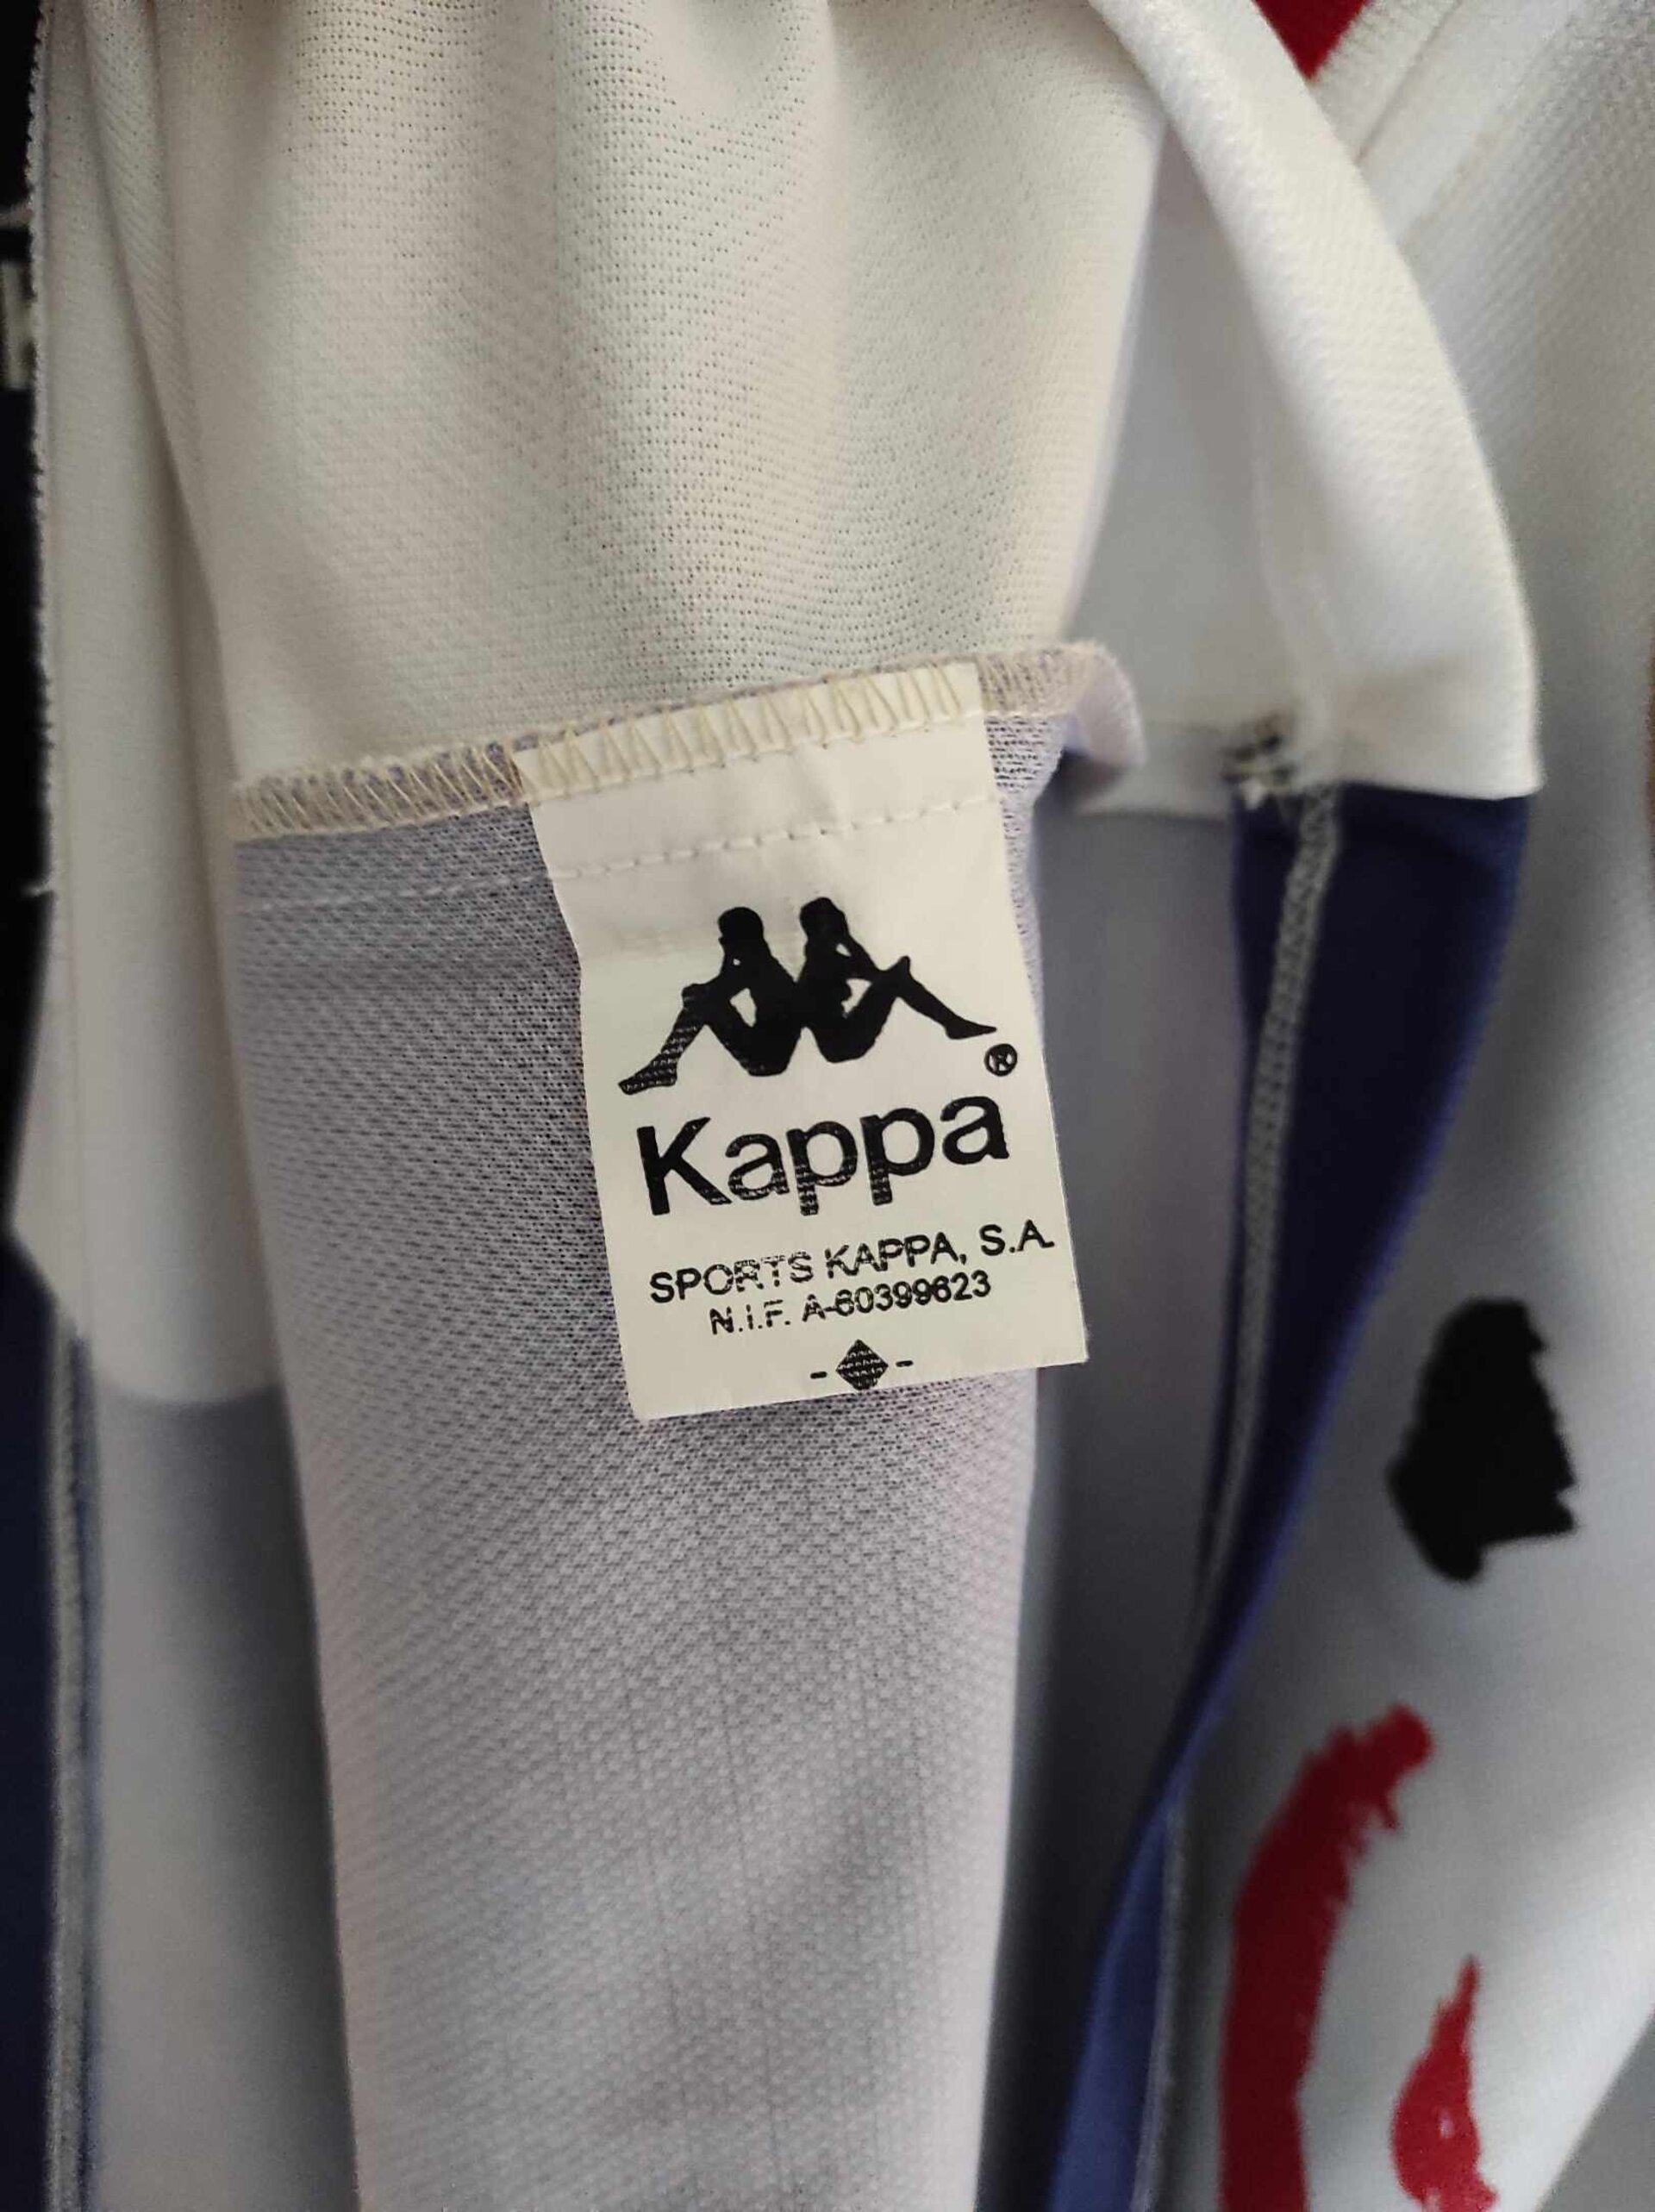 ®
Kappa
SPORTS KAPPA, S.A.
N.I.F. A-60399623